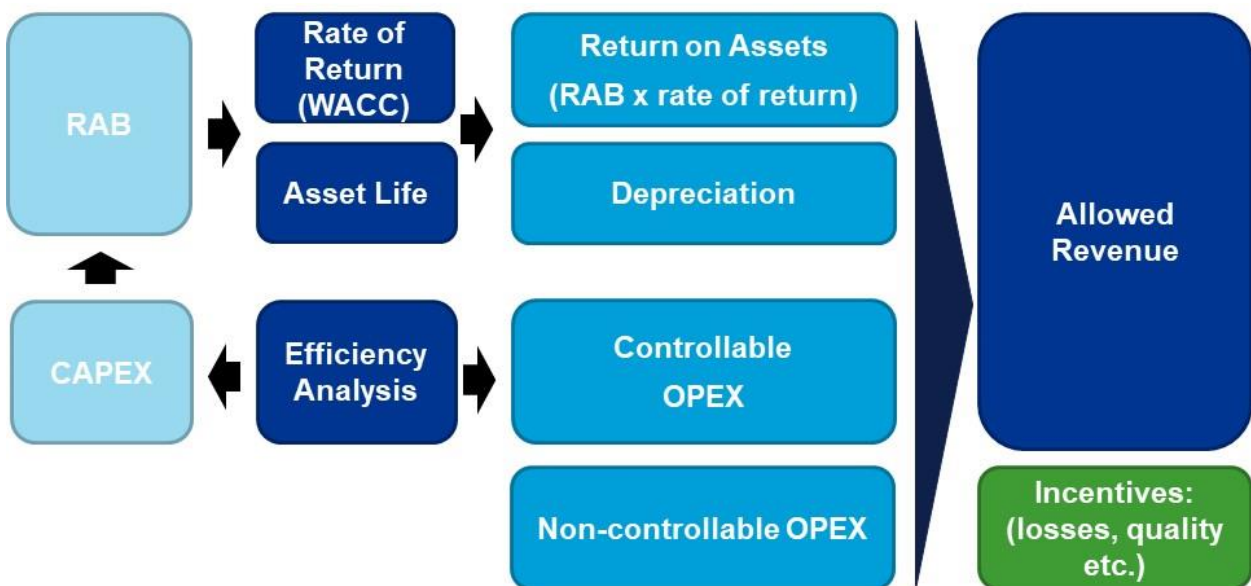 RAB
Rate of
Return
(WACC)
Asset Life
Return on Assets
(RAB x rate of return)
Depreciation
Allowed
Revenue
CAPEX
Efficiency
Analysis
Controllable
OPEX
Non-controllable OPEX
Incentives:
(losses, quality
etc.)